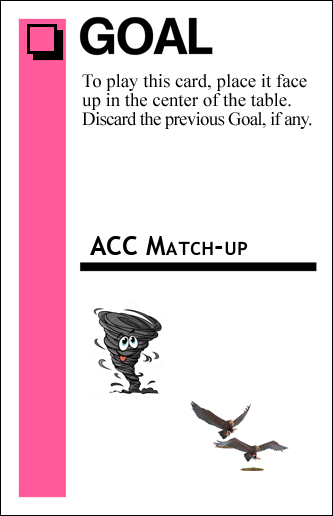 GOAL
To play this card, place it face
up in the center of the table.
Discard the previous Goal, if any.
ACC Match-up